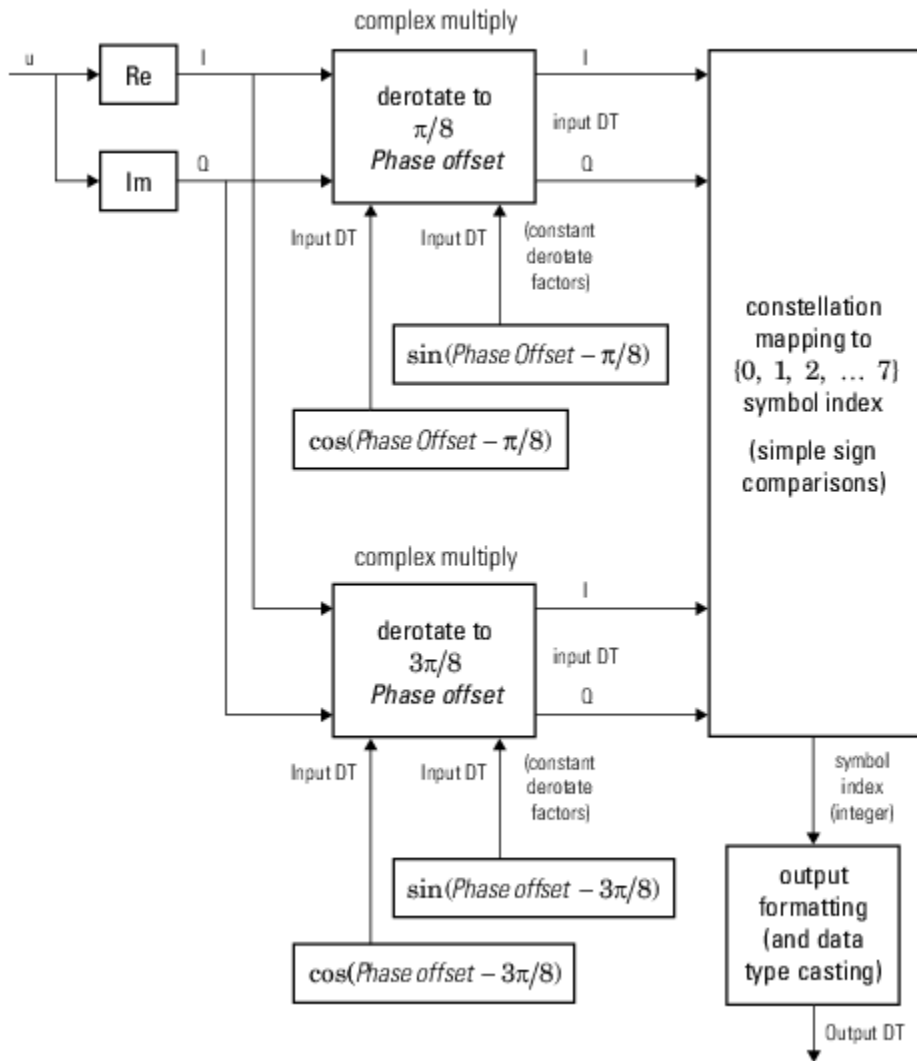 complex multiply
u
Re
I
derotate to
π/8
Phase offset
I
input DT
Q
Im
Q
Input DT
Input DT
(constant
derotate
factors)
sin(Phase Offset − π/8)
cos(Phase Offset − π/8)
constellation
mapping to
{0, 1, 2, … 7}
symbol index
(simple sign
comparisons)
complex multiply
derotate to
3π/8
Phase offset
I
input DT
Q
Input DT
Input DT
(constant
derotate
factors)
sin(Phase offset − 3π/8)
cos(Phase offset − 3π/8)
symbol
index
(integer)
output
formatting
(and data
type casting)
Output DT